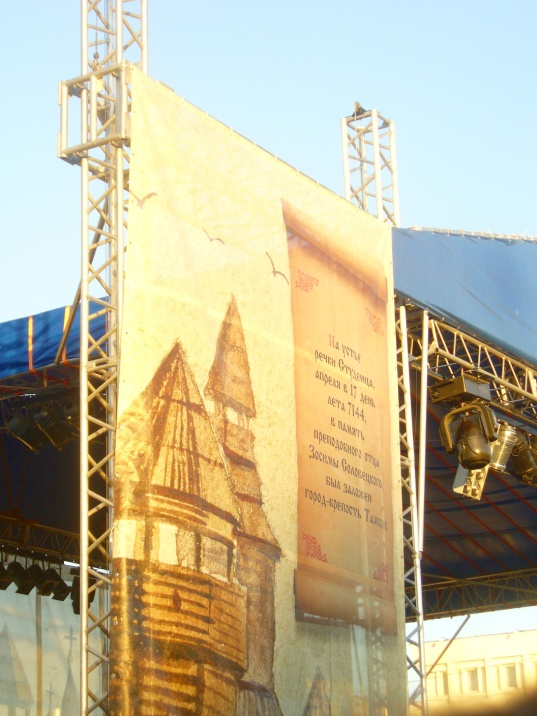 На устье
речки Студенца,
апреля в 17 день
лета 7144,
в память
преподобного отца
Зосимы Соловецкого
был заложен
город-крепость